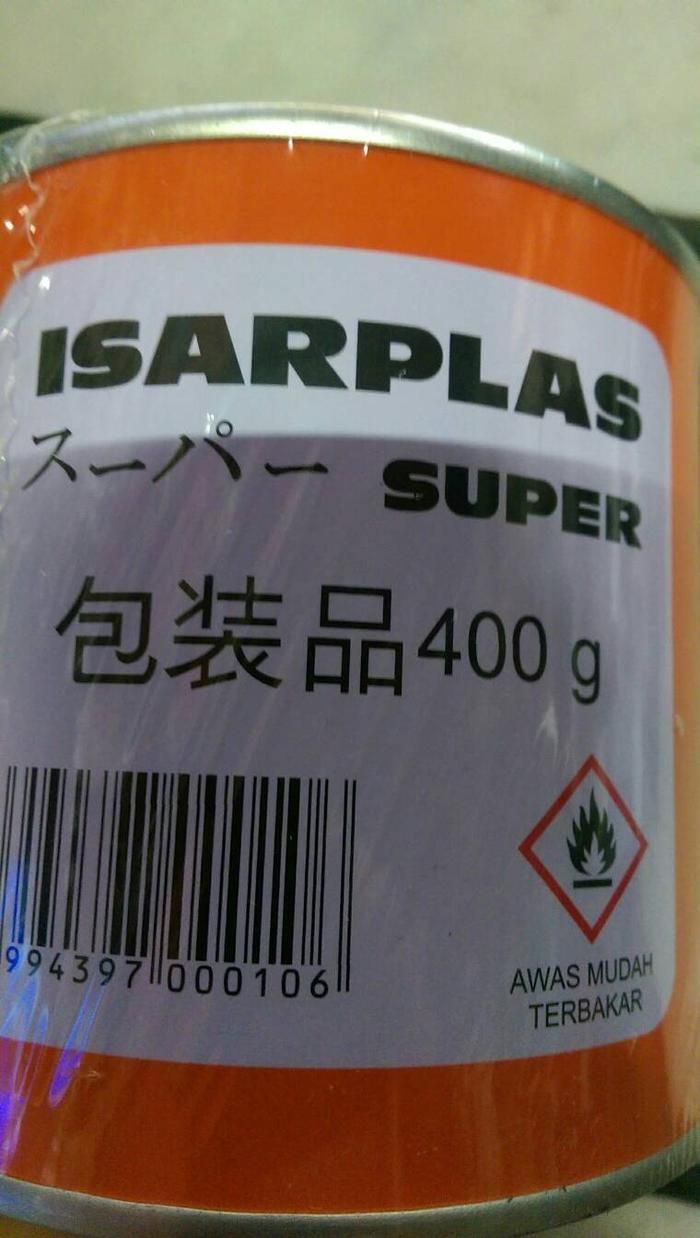 ISARPLAS
スーパー SUPER
包装品400 g
994397 000106
AWAS MUDAH
TERBAKAR